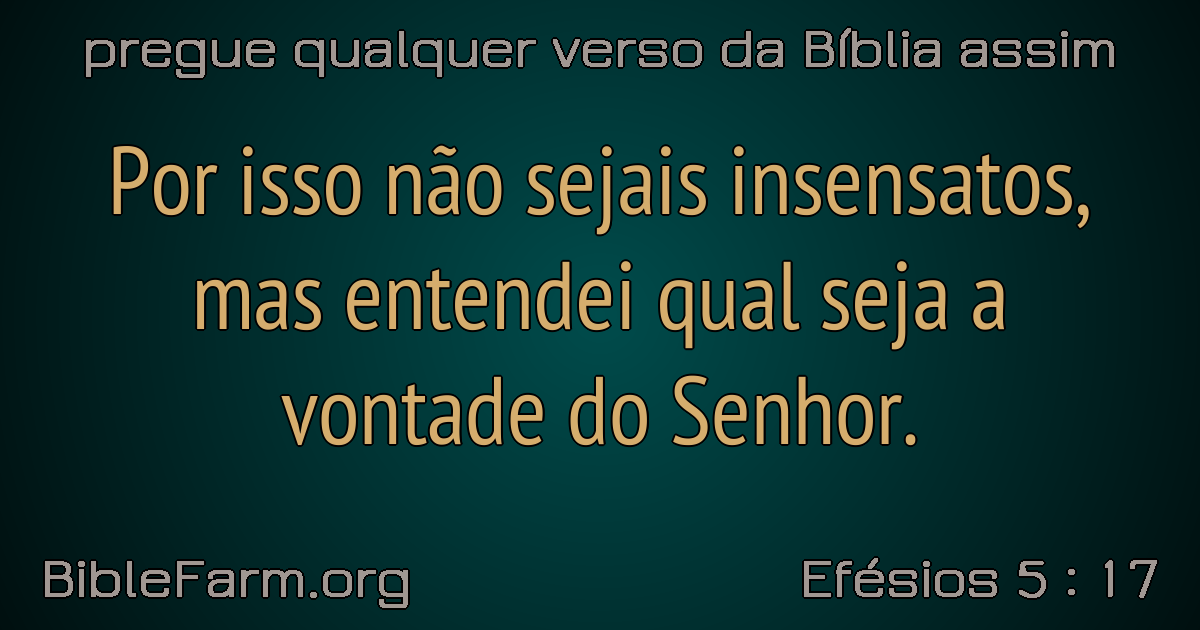 pregue qualquer verso da Bíblia assim
Por isso não sejais insensatos,
mas entendei qual seja a
vontade do Senhor.
BibleFarm.org
Efésios 5 : 17